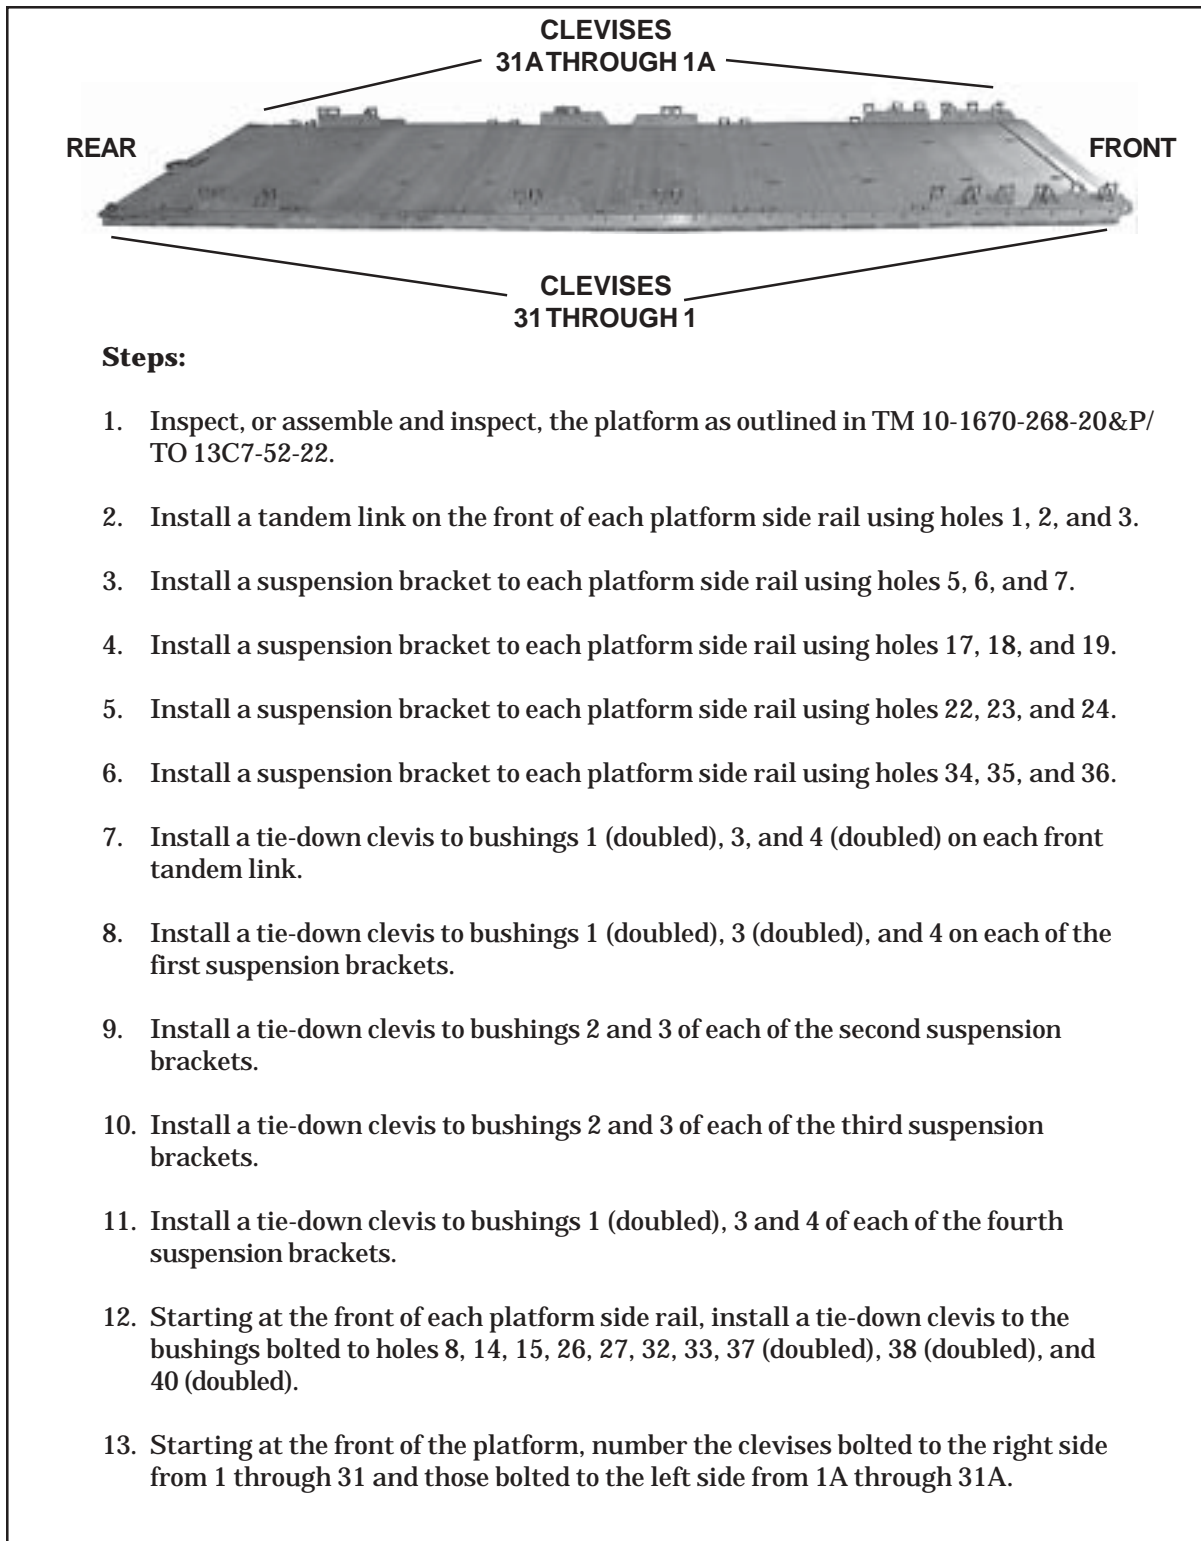 CLEVISES
31A THROUGH 1A
REAR
FRONT
CLEVISES
31 THROUGH 1
Steps:
1. Inspect, or assemble and inspect, the platform as outlined in TM 10-1670-268-20&P/
TO 13C7-52-22.
2. Install a tandem link on the front of each platform side rail using holes 1, 2, and 3.
3. Install a suspension bracket to each platform side rail using holes 5, 6, and 7.
4. Install a suspension bracket to each platform side rail using holes 17, 18, and 19.
5. Install a suspension bracket to each platform side rail using holes 22, 23, and 24.
6. Install a suspension bracket to each platform side rail using holes 34, 35, and 36.
7. Install a tie-down clevis to bushings 1 (doubled), 3, and 4 (doubled) on each front
tandem link.
8. Install a tie-down clevis to bushings 1 (doubled), 3 (doubled), and 4 on each of the
first suspension brackets.
9. Install a tie-down clevis to bushings 2 and 3 of each of the second suspension
brackets.
10. Install a tie-down clevis to bushings 2 and 3 of each of the third suspension
brackets.
11. Install a tie-down clevis to bushings 1 (doubled), 3 and 4 of each of the fourth
suspension brackets.
12. Starting at the front of each platform side rail, install a tie-down clevis to the
bushings bolted to holes 8, 14, 15, 26, 27, 32, 33, 37 (doubled), 38 (doubled), and
40 (doubled).
13. Starting at the front of the platform, number the clevises bolted to the right side
from 1 through 31 and those bolted to the left side from 1A through 31A.